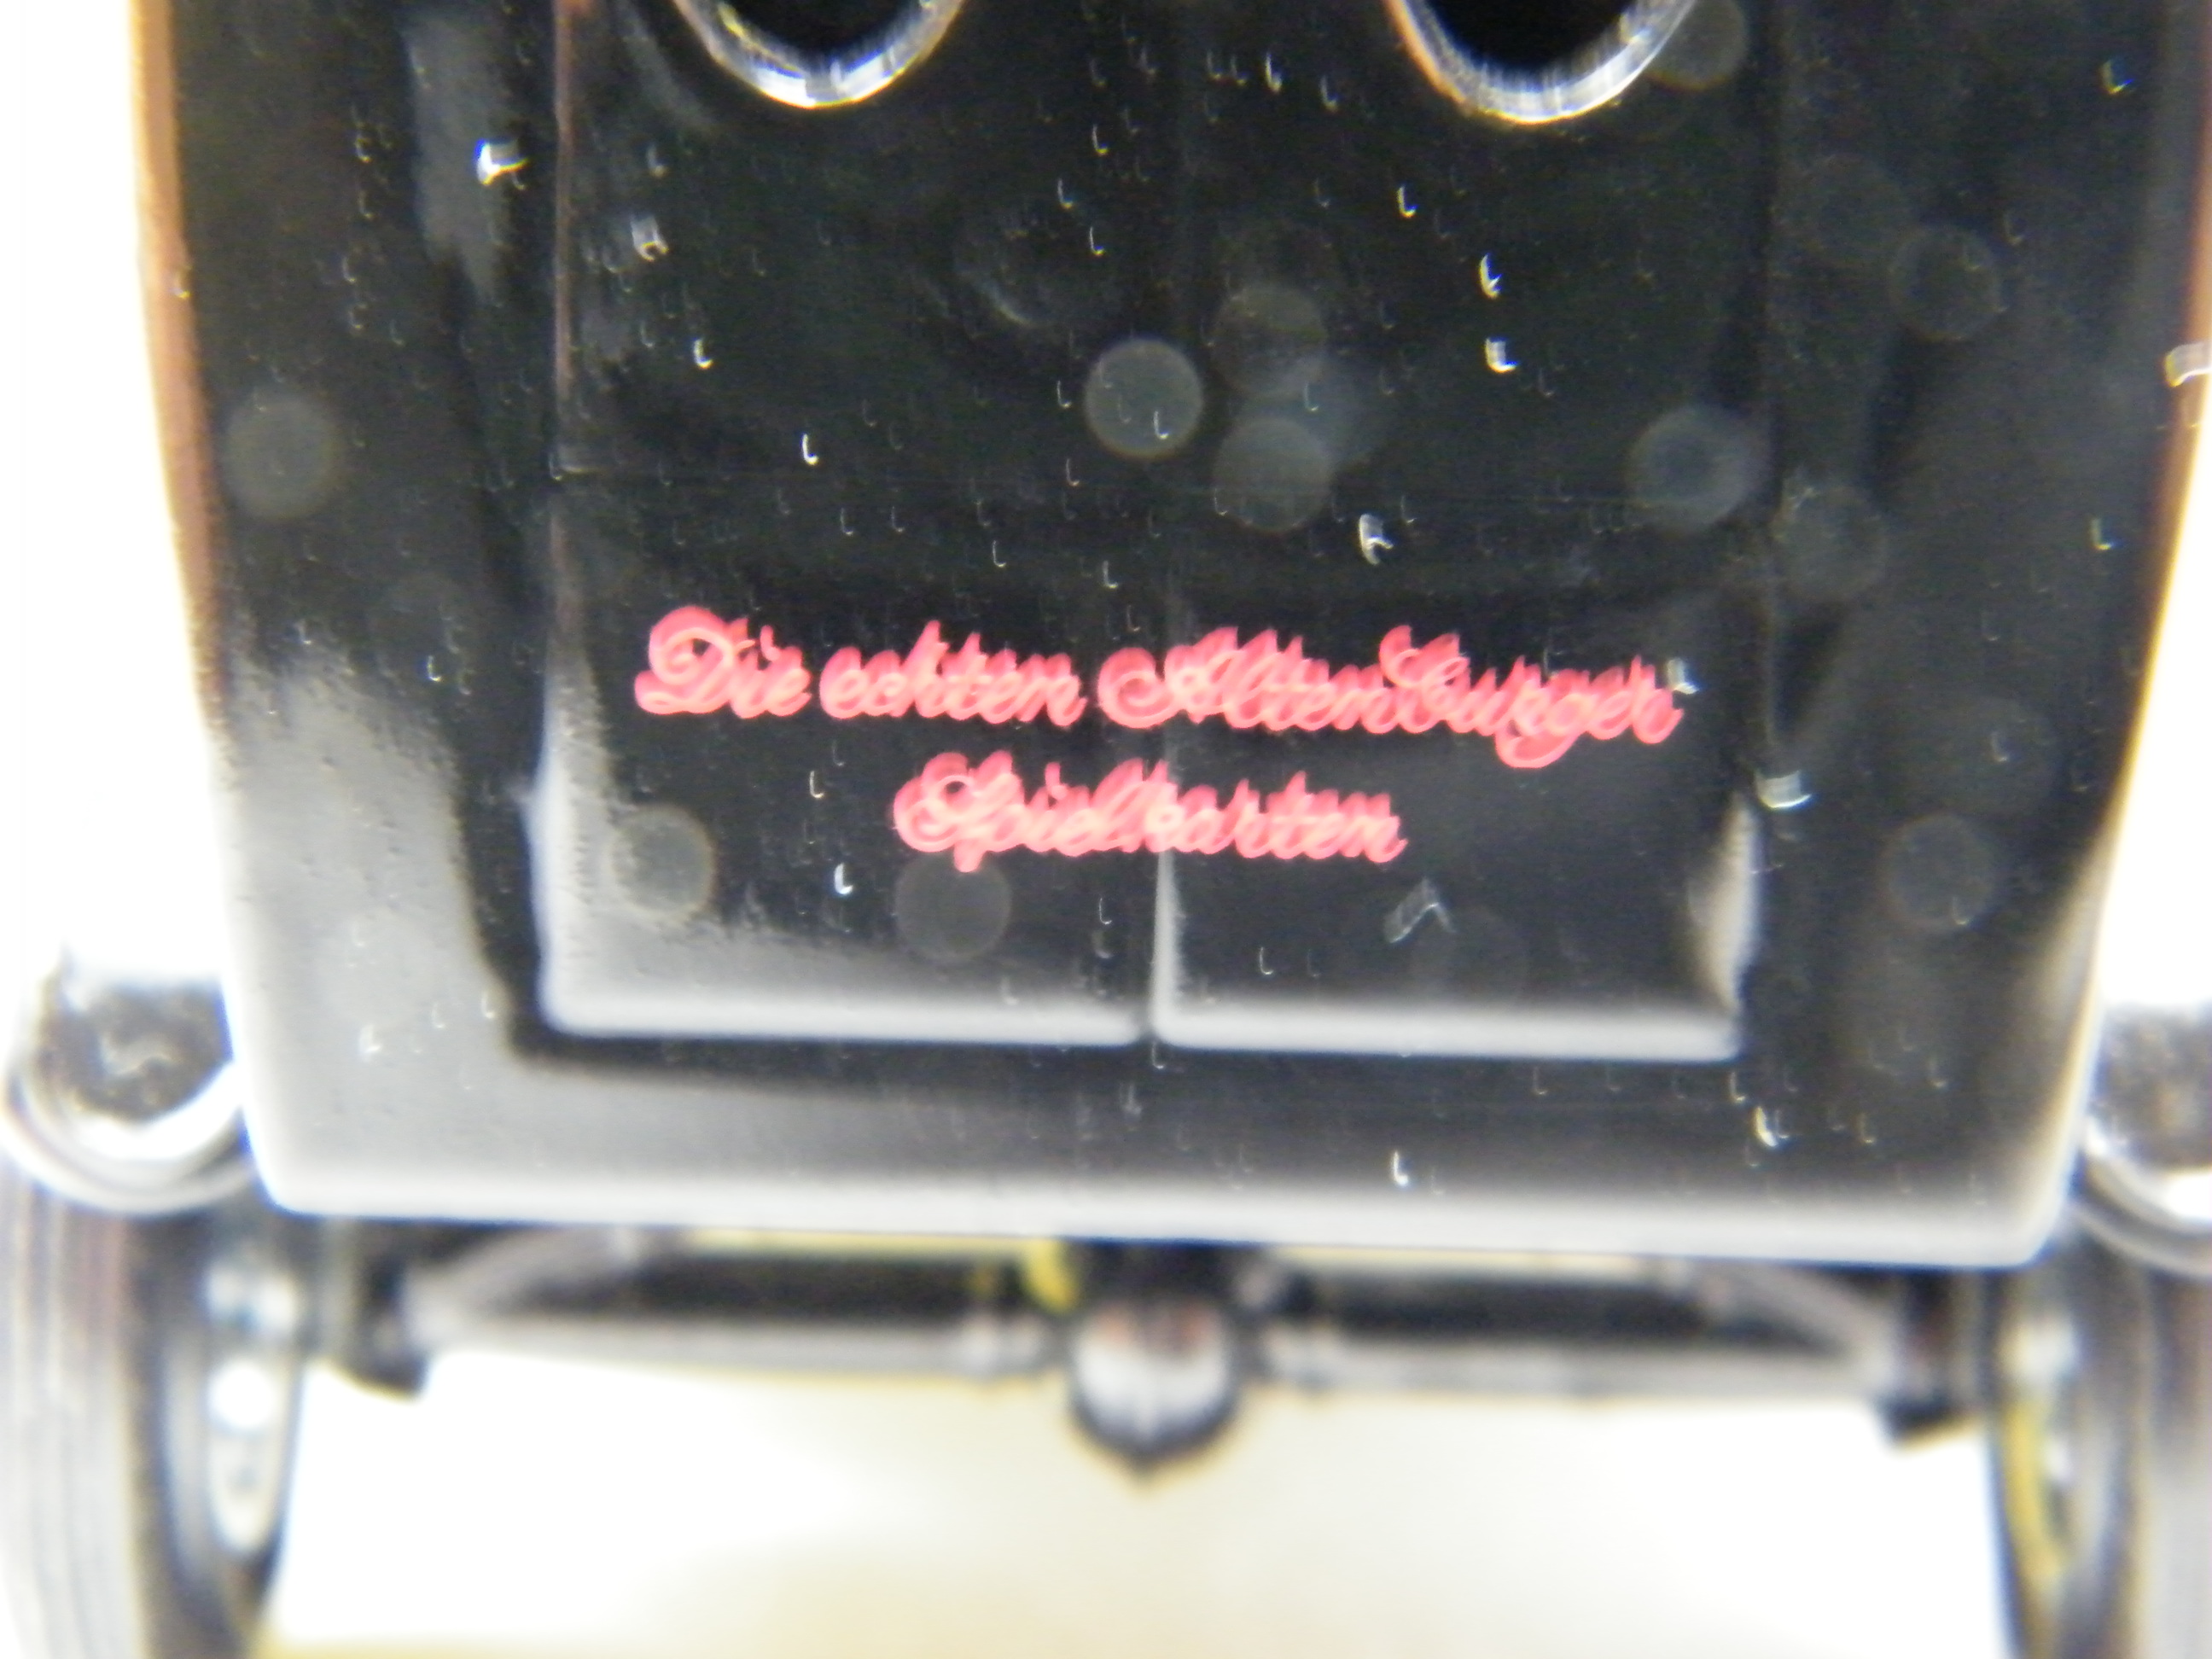 Die echten Altenburger
Spielkarten